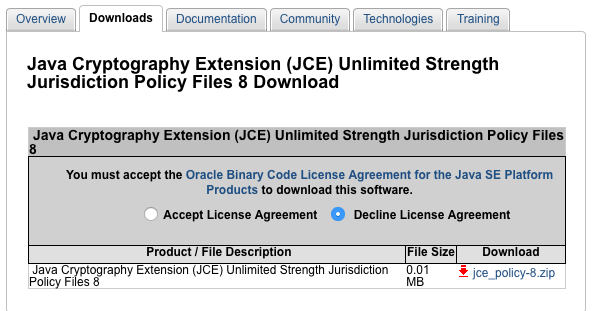 Overview Downloads Documentation Community Technologies Training
Java Cryptography Extension (JCE) Unlimited Strength
Jurisdiction Policy Files 8 Download
Java Cryptography Extension (JCE) Unlimited Strength Jurisdiction Policy Files
8
You must accept the Oracle Binary Code License Agreement for the Java SE Platform
Products to download this software.
Accept License Agreement Decline License Agreement
Product / File Description File Size Download
Java Cryptography Extension (JCE) Unlimited Strength Jurisdiction 0.01 jce_policy-8.zip
Policy Files 8 MB